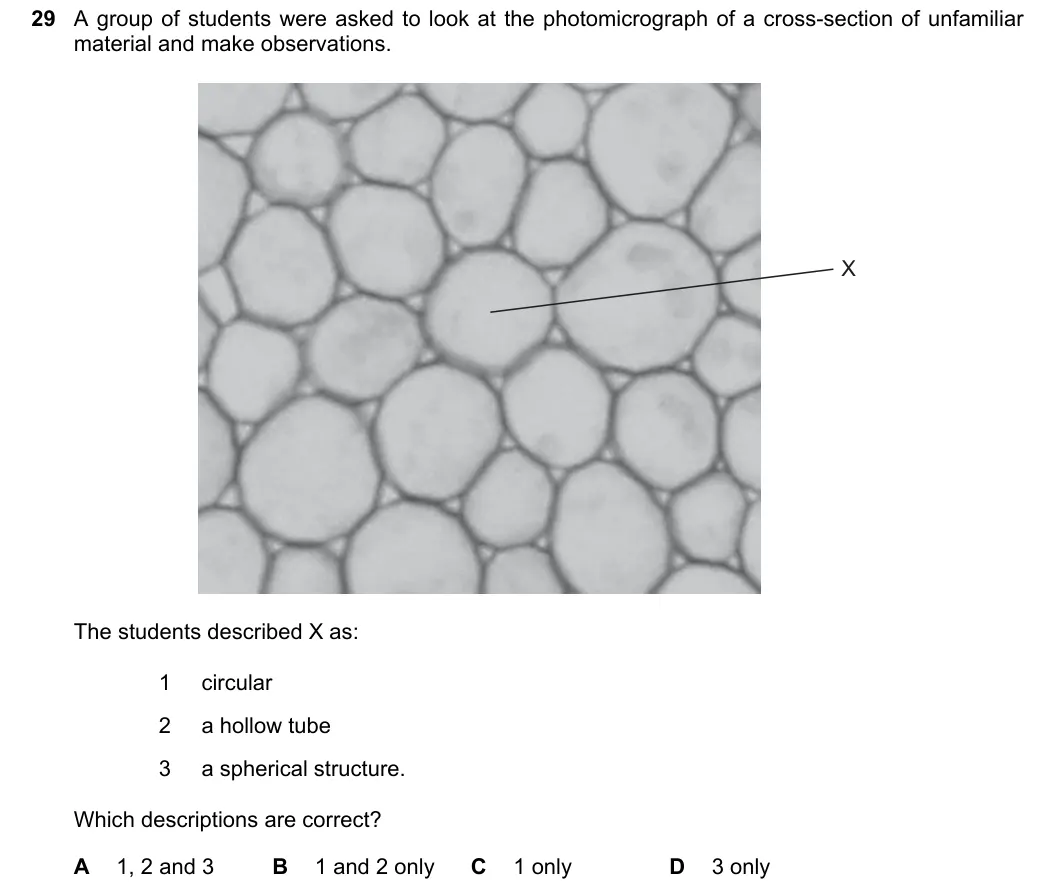 29 A group of students were asked to look at the photomicrograph of a cross-section of unfamiliar
material and make observations.
X
The students described X as:
1 circular
2 a hollow tube
3 a spherical structure.
Which descriptions are correct?
A 1, 2 and 3 B 1 and 2 only C 1 only D 3 only